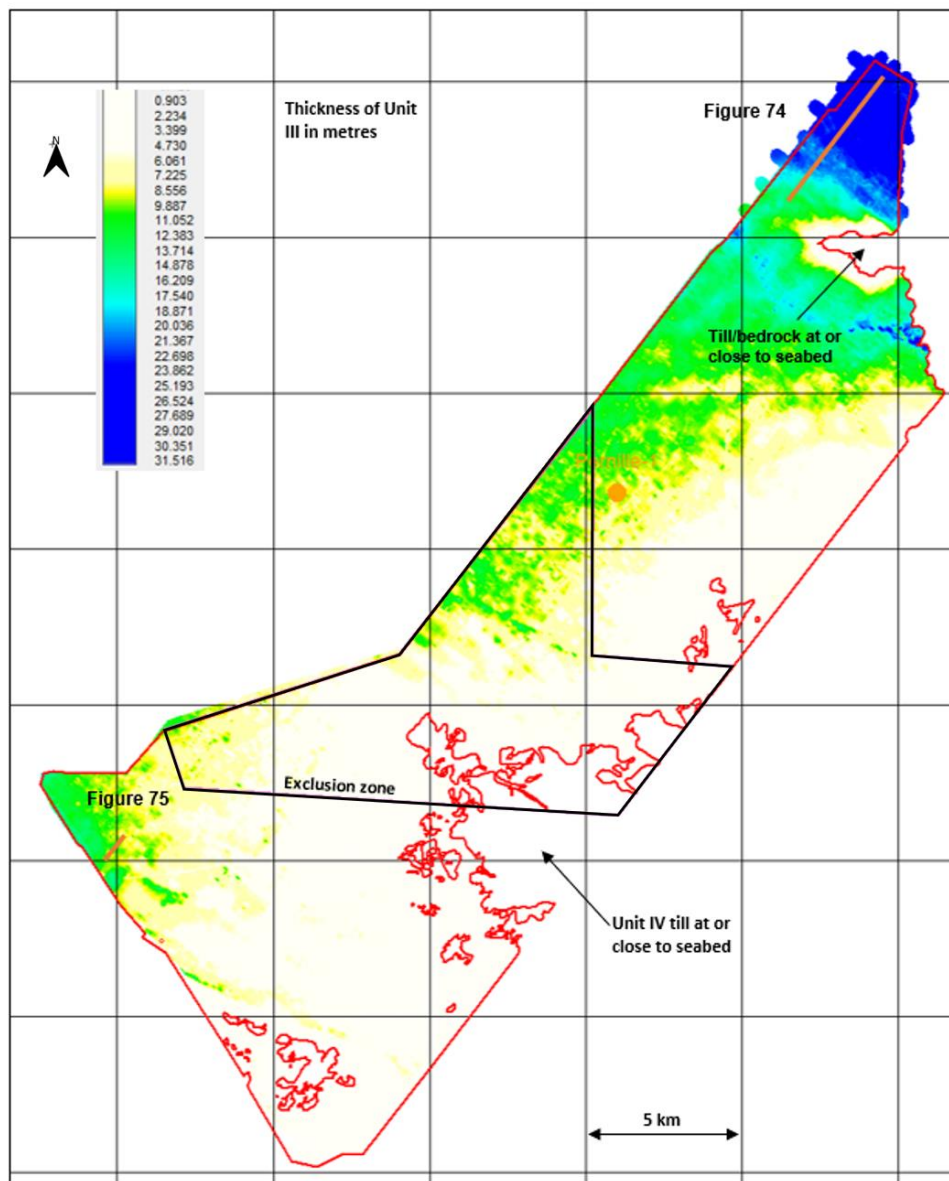 0.903
2.234
3.399
4.730
6.061
7.225
8.556
9.887
11.052
12.383
13.714
14.878
16.209
17.540
18.871
20.036
21.367
22.698
23.862
25.193
26.524
27.689
29.020
30.351
31.516
Thickness of Unit
III in metres
N
Figure 74
Till/bedrock at or
close to seabed
Exclusion zone
Figure 75
Unit IV till at or
close to seabed
5 km